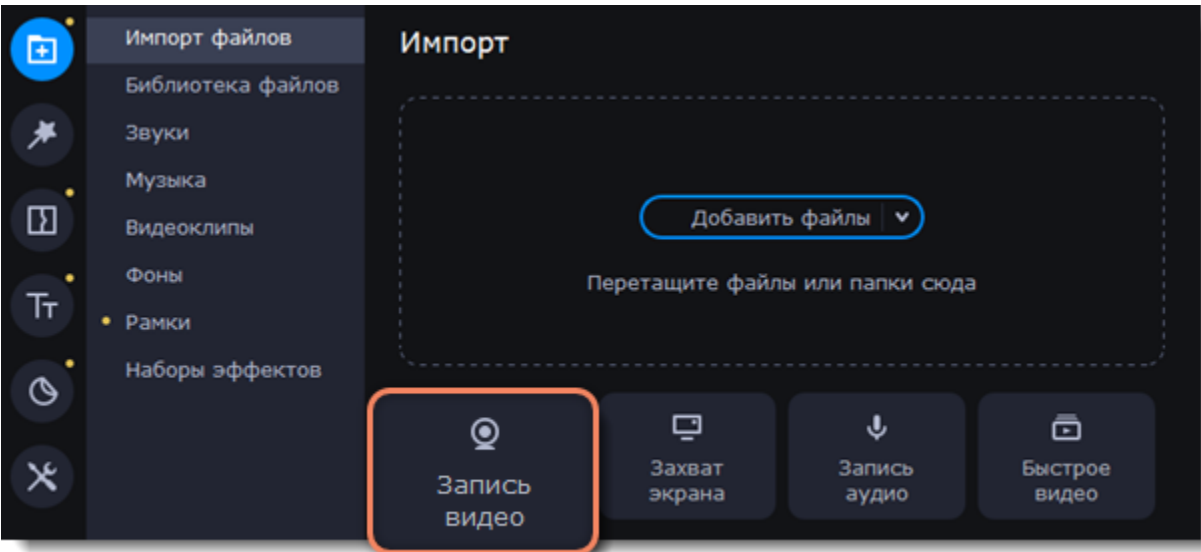 Импорт файлов
Библиотека файлов
Звуки
Музыка
Видеоклипы
Фоны
Рамки
Наборы эффектов
Импорт
Добавить файлы
Перетащите файлы или папки сюда
Запись
видео
Захват
экрана
Запись
аудио
Быстрое
видео
Тт